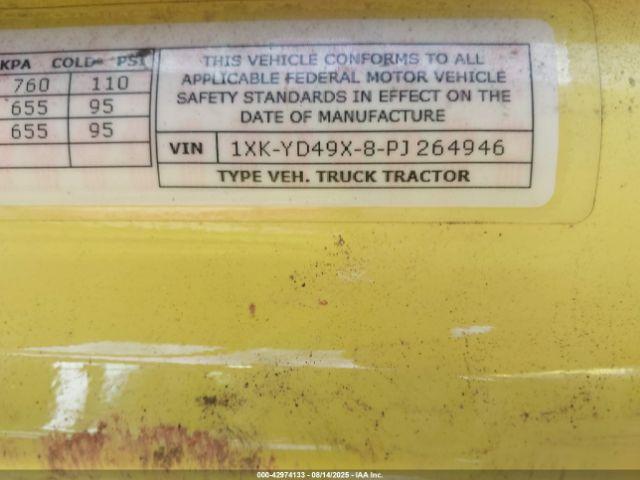 KPA COLD PSI
760 110
655 95
655 95
THIS VEHICLE CONFORMS TO ALL
APPLICABLE FEDERAL MOTOR VEHICLE
SAFETY STANDARDS IN EFFECT ON THE
DATE OF MANUFACTURE
VIN 1XK-YD49X-8-PJ264946
TYPE VEH. TRUCK TRACTOR
000-42974133 - 08/14/2025 - IAA Inc.